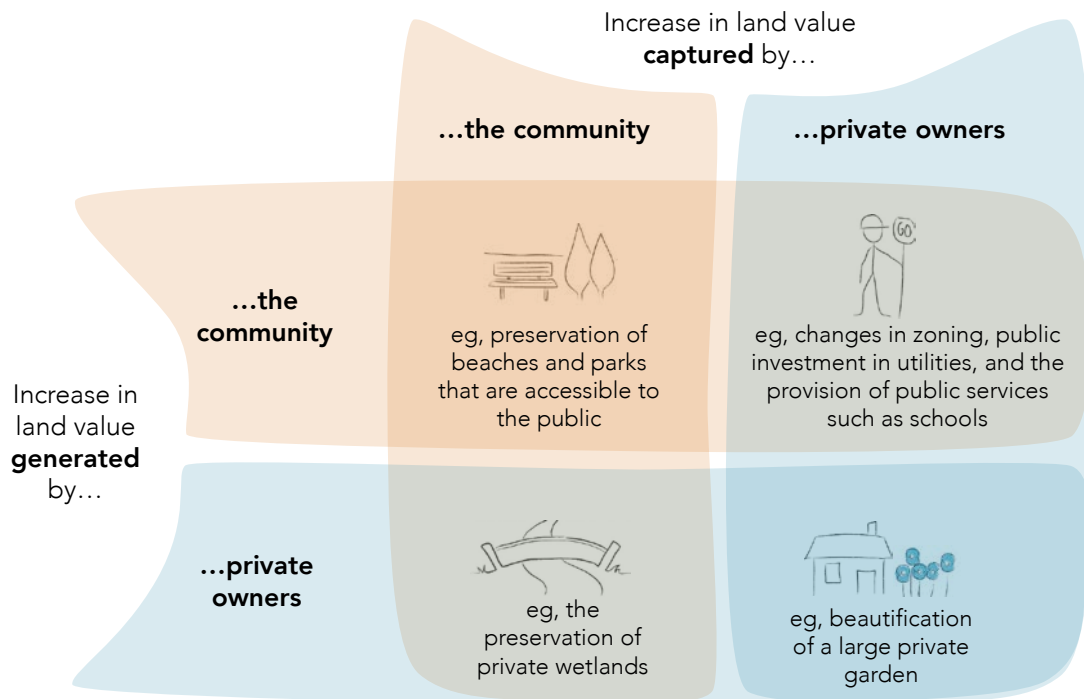 Increase in land value
captured by…
…the community
…private owners
GO
…the
community
eg, preservation of
beaches and parks
that are accessible to
the public
eg, changes in zoning, public
investment in utilities, and the
provision of public services
such as schools
Increase in
land value
generated
by…
…private
owners
eg, the
preservation of
private wetlands
eg, beautification
of a large private
garden